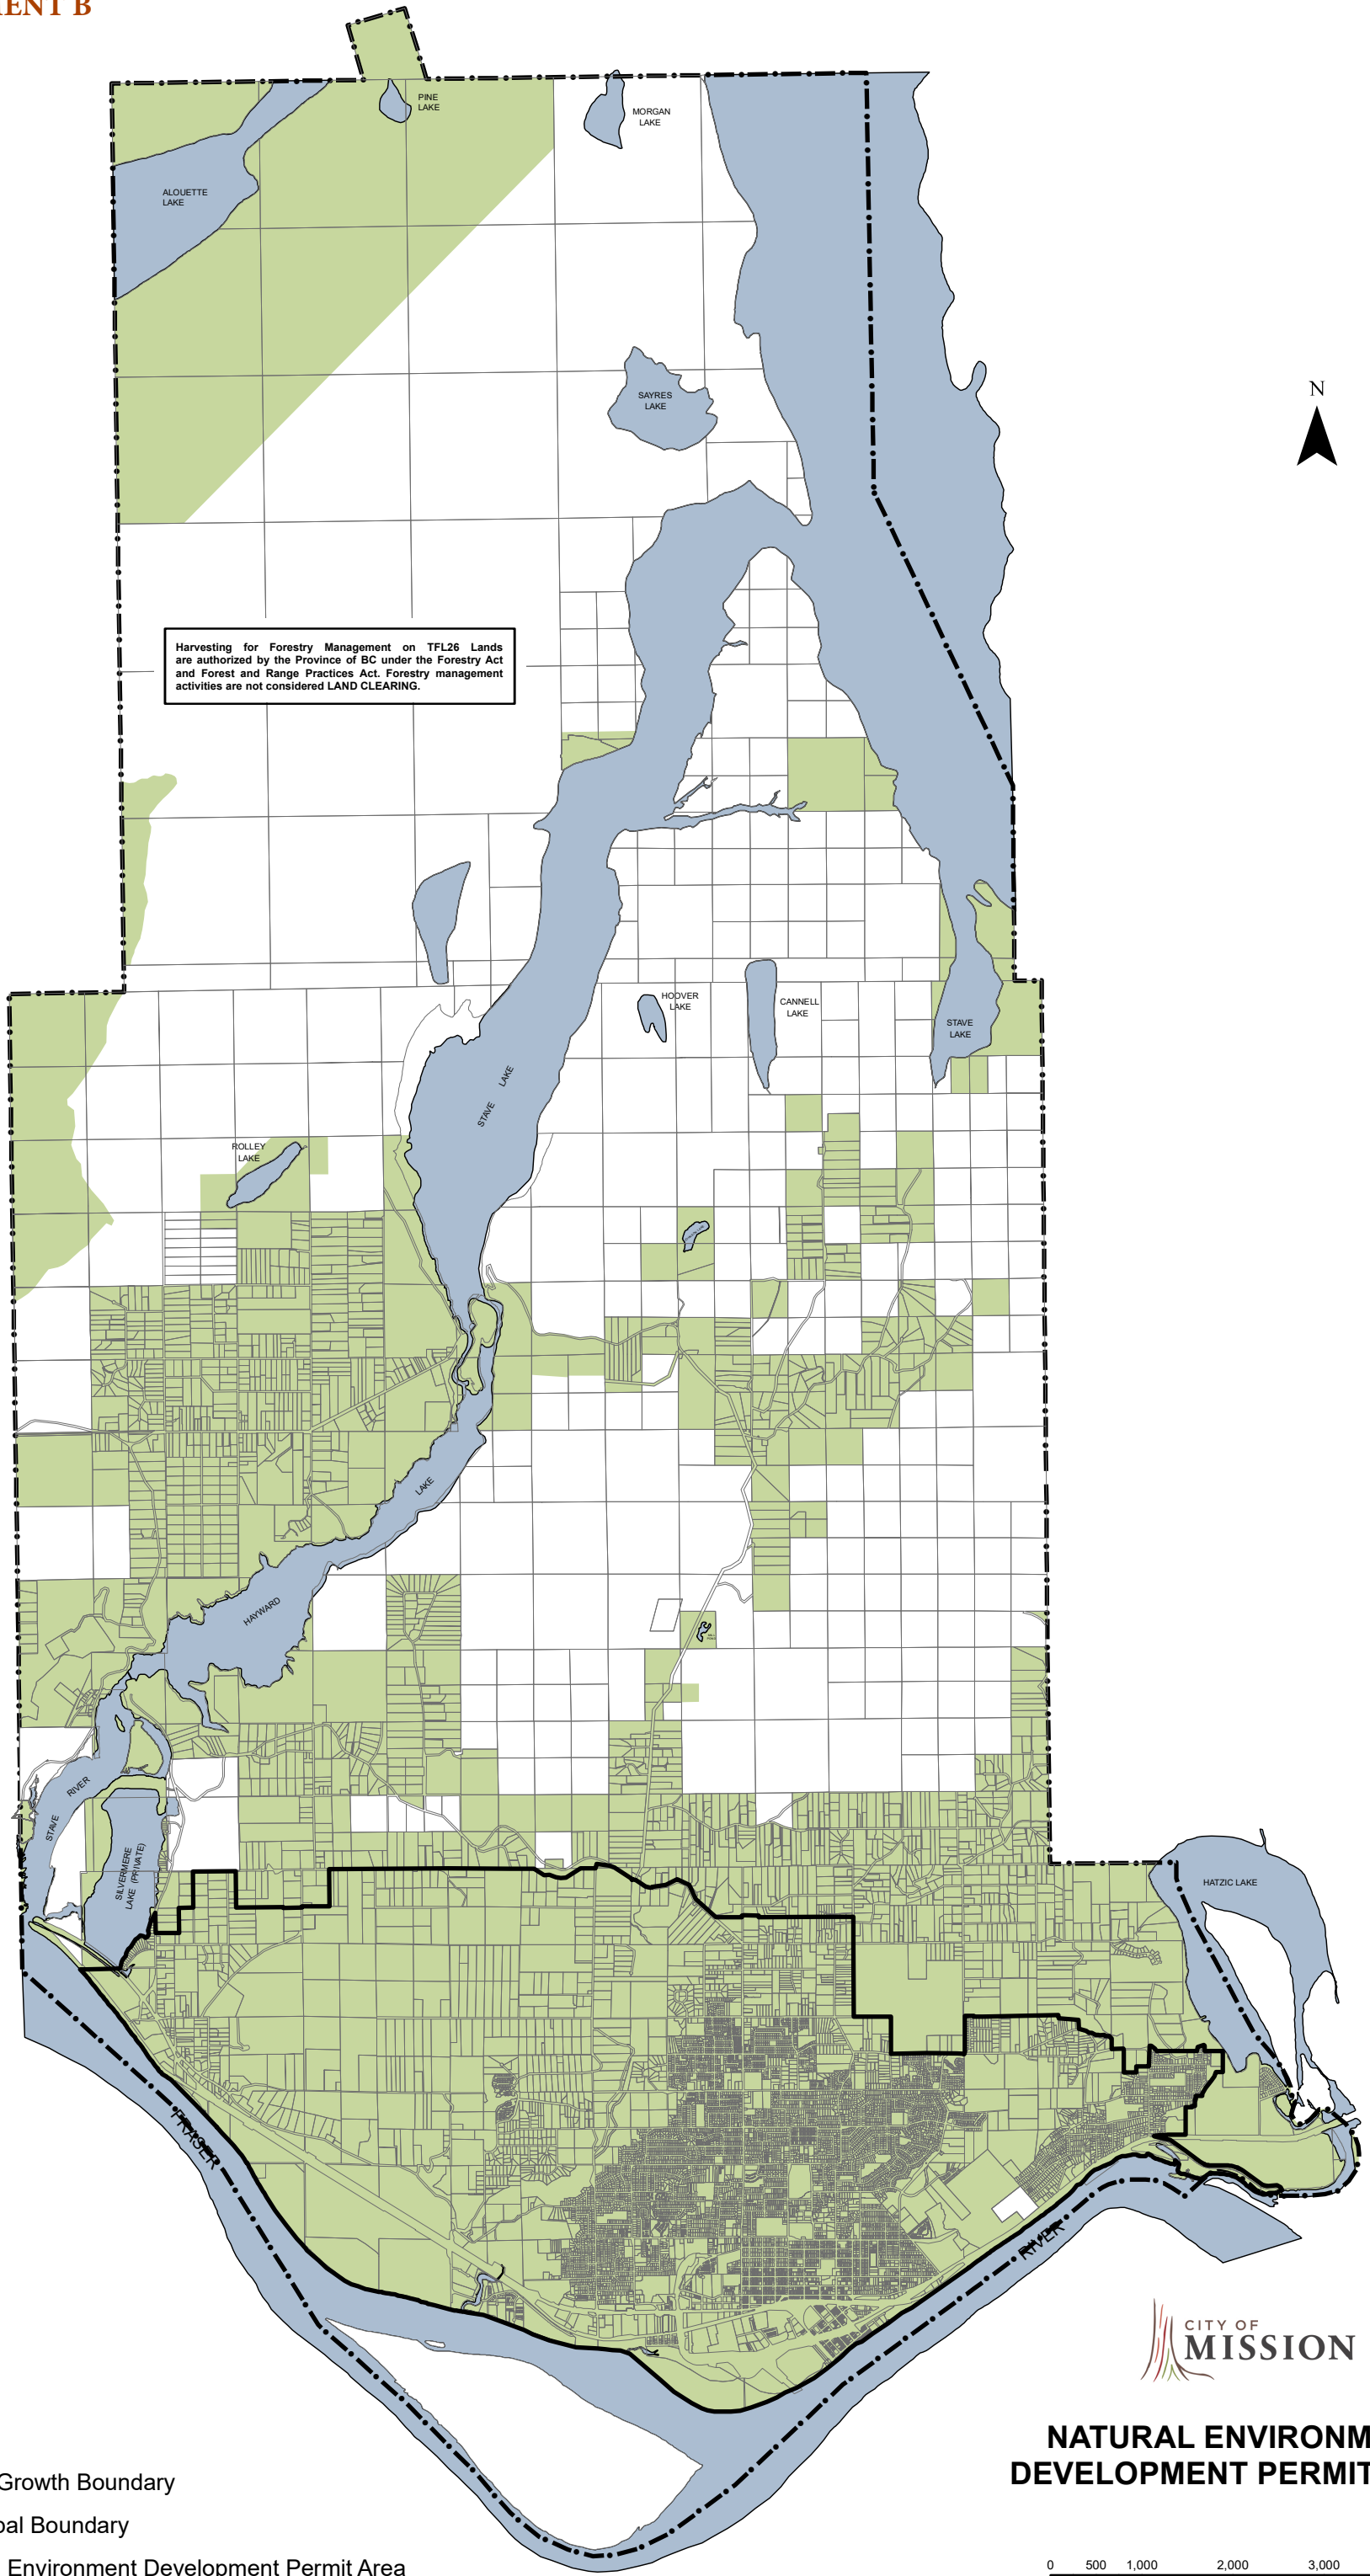 MENT B
PINE
LAKE
MORGAN
LAKE
ALOUETTE
LAKE
SAYRES
LAKE
N
Harvesting for Forestry Management on TFL26 Lands
are authorized by the Province of BC under the Forestry Act
and Forest and Range Practices Act. Forestry management
activities are not considered LAND CLEARING.
HOOVER
LAKE
CANNELL
LAKE
STAVE
LAKE
STAVE LAKE
ROLLEY
LAKE
HAYWARD LAKE
STAVE RIVER
SILVERMERE
LAKE (PRIVATE)
HATZIC LAKE
FRASER RIVER
CITY OF
MISSION
NATURAL ENVIRONM
DEVELOPMENT PERMIT
Growth Boundary
pal Boundary
Environment Development Permit Area
0 500 1,000 2,000 3,000